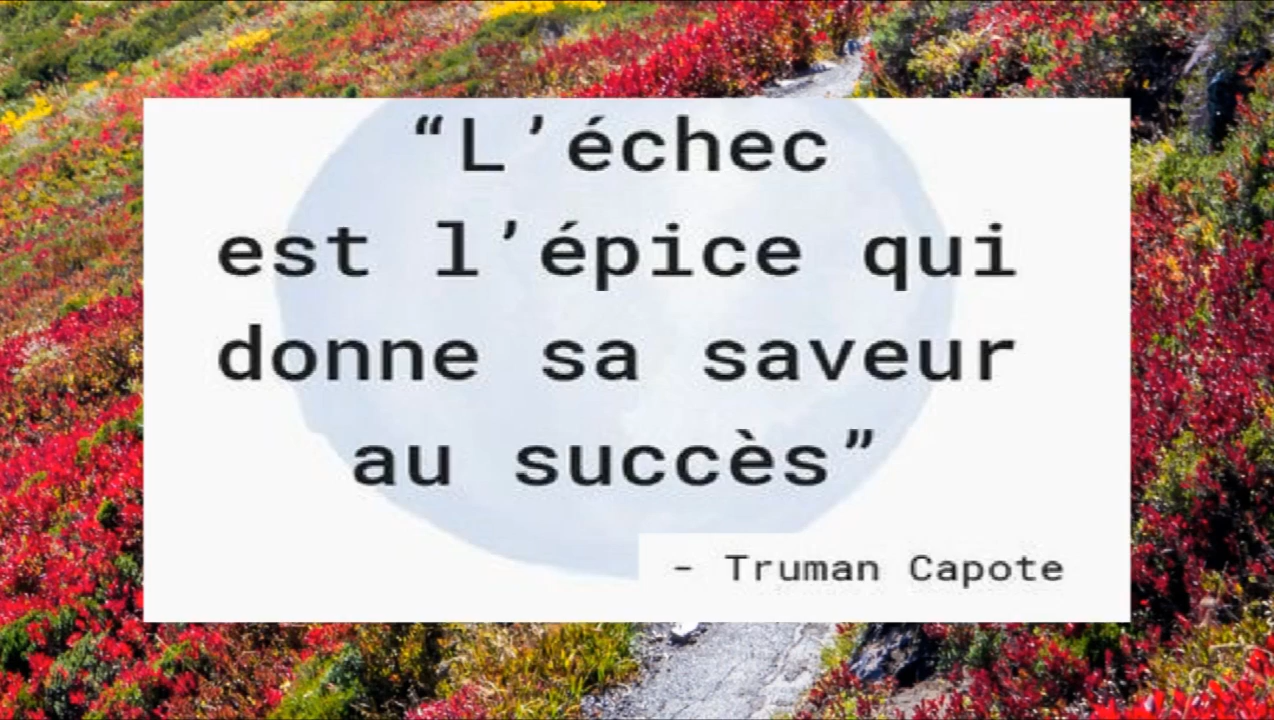 “L’échec
est l’épice qui
donne sa saveur
au succès”
- Truman Capote